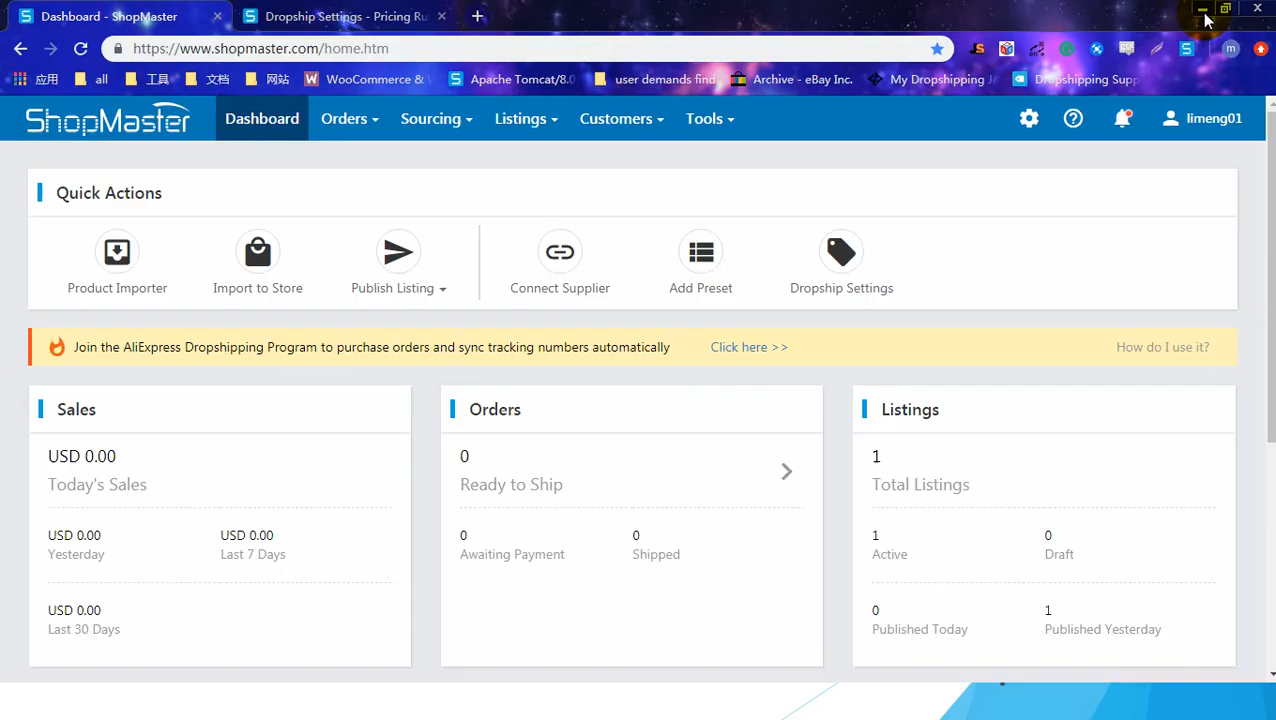 Dashboard - ShopMaster
Dropship Settings - Pricing Ru
https://www.shopmaster.com/home.htm
应用 all 工具 文档 网站 WooCommerce & Apache Tomcat/8.0 user demands find Archive - eBay Inc. My Dropshipping Dropshipping Supp
ShopMaster Dashboard Orders Sourcing Listings Customers Tools limeng01
Quick Actions
Product Importer Import to Store Publish Listing Connect Supplier Add Preset Dropship Settings
Join the AliExpress Dropshipping Program to purchase orders and sync tracking numbers automatically Click here >> How do I use it?
Sales
USD 0.00
Today's Sales
USD 0.00 USD 0.00
Yesterday Last 7 Days
USD 0.00
Last 30 Days
Orders
0
Ready to Ship
0 0
Awaiting Payment Shipped
Listings
1
Total Listings
1 0
Active Draft
0 1
Published Today Published Yesterday